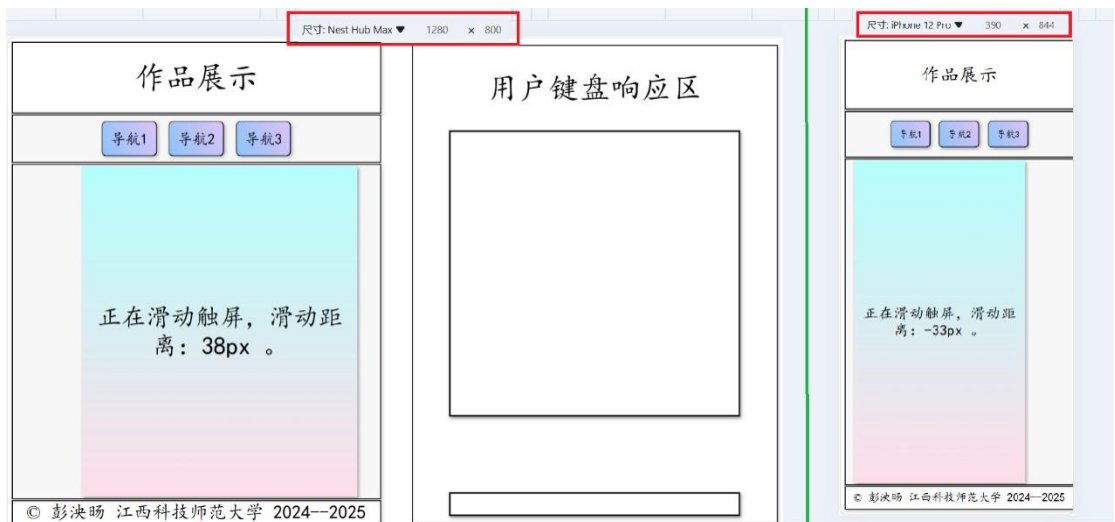 尺寸: Nest Hub Max ▼ 1280 × 800
作品展示
导航1 导航2 导航3
正在滑动触屏，滑动距
离：38px 。
© 彭泱旸 江西科技师范大学 2024--2025
用户键盘响应区
尺寸: iPhone 12 Pro ▼ 390 × 844
作品展示
导航1 导航2 导航3
正在滑动触屏，滑动距
离：-33px 。
© 彭泱旸 江西科技师范大学 2024--2025